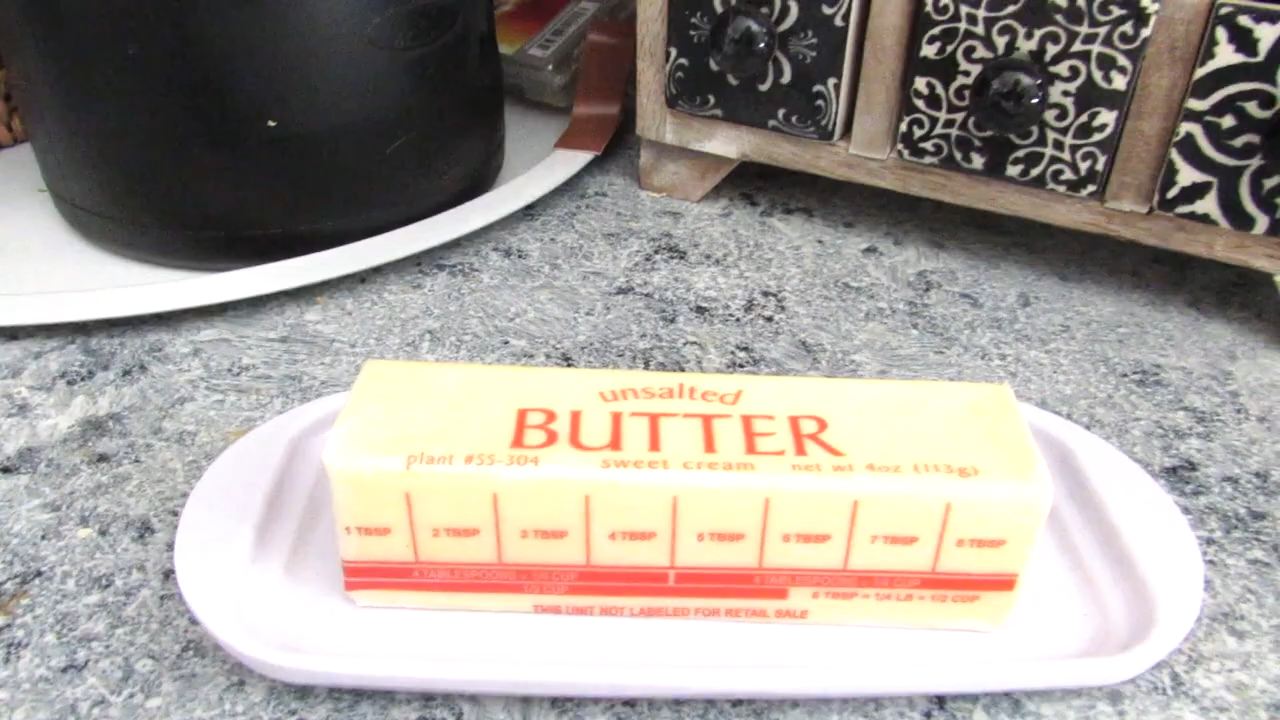 unsalted
BUTTER
plant #55-304 sweet cream net wt 4oz (113g)
1 TBSP 2 TBSP 3 TBSP 4 TBSP 5 TBSP 6 TBSP 7 TBSP 8 TBSP
4 TABLESPOONS = 1/4 CUP 4 TABLESPOONS = 1/4 CUP
1/3 CUP 8 TBSP = 1/4 LB = 1/2 CUP
THIS UNIT NOT LABELED FOR RETAIL SALE